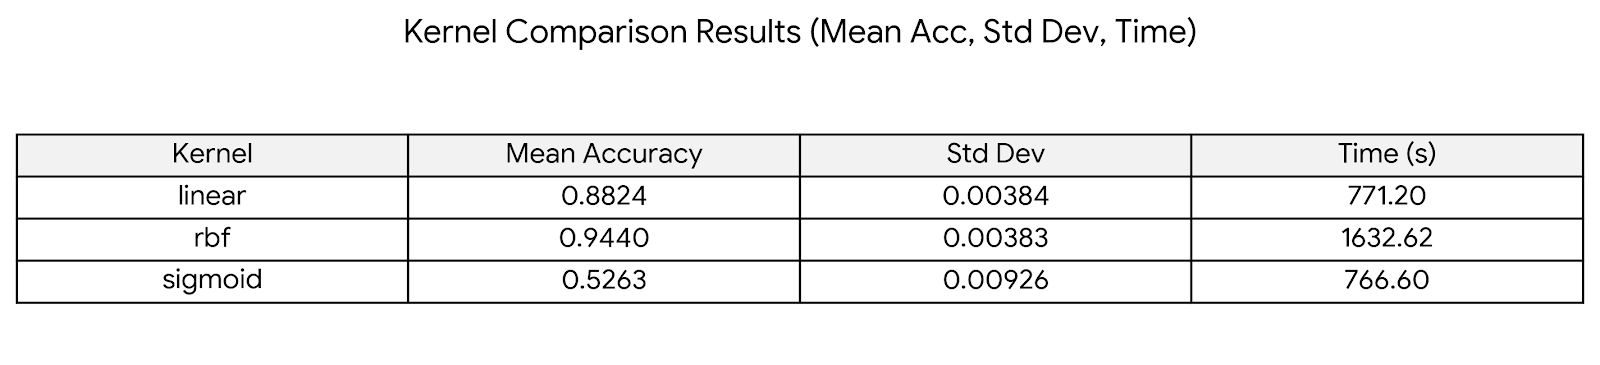 Kernel Comparison Results (Mean Acc, Std Dev, Time)
Kernel Mean Accuracy Std Dev Time (s)
linear 0.8824 0.00384 771.20
rbf 0.9440 0.00383 1632.62
sigmoid 0.5263 0.00926 766.60